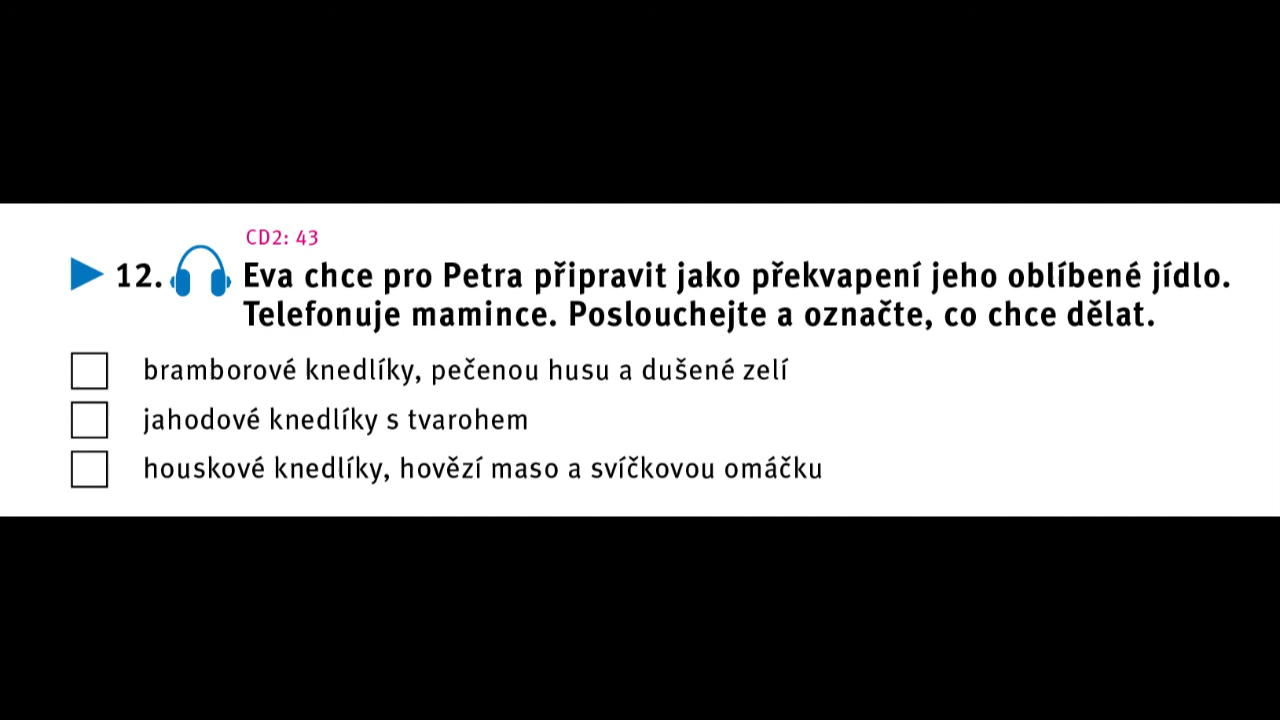 CD2: 43
12. Eva chce pro Petra připravit jako překvapení jeho oblíbené jídlo.
Telefonuje mamince. Poslouchejte a označte, co chce dělat.
bramborové knedlíky, pečenou husu a dušené zelí
jahodové knedlíky s tvarohem
houskové knedlíky, hovězí maso a svíčkovou omáčku